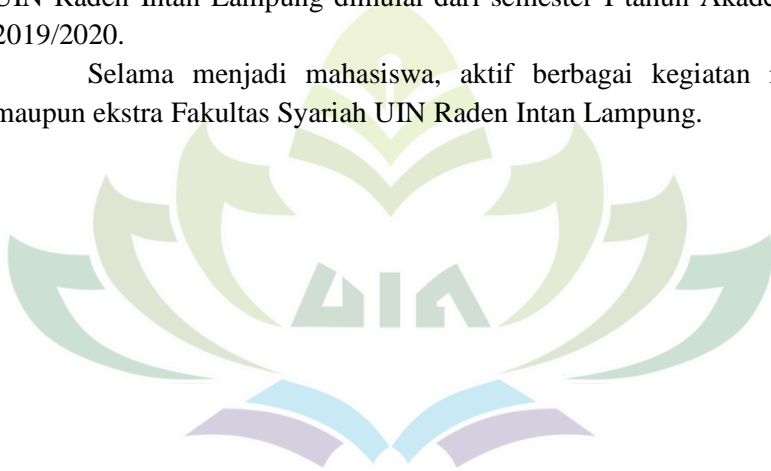 UIN Raden Intan Lampung dimulai dari semester I tahun
2019/2020.
Selama menjadi mahasiswa, aktif berbagai kegiatan
maupun ekstra Fakultas Syariah UIN Raden Intan Lampung.
UIN